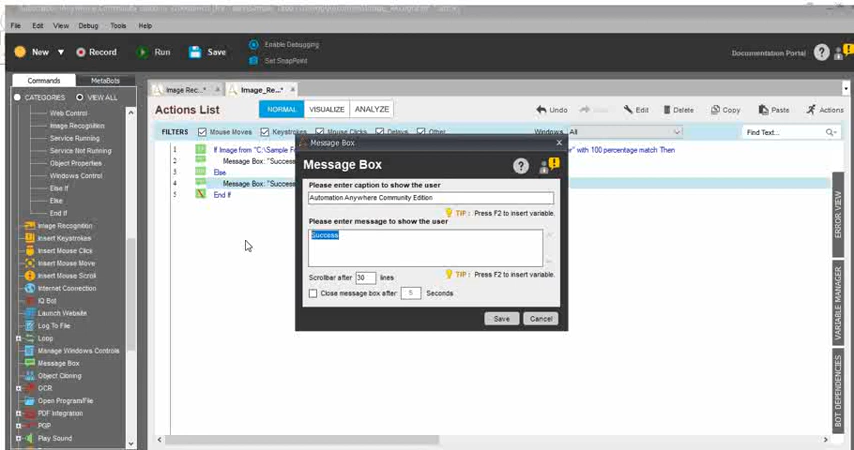 File Edit View Debug Tools Help
New Record Run Save
Enable Debugging
Set SnapPoint
Documentation Portal
Commands MetaBots
CATEGORIES VIEW ALL
Web Control
Image Recognition
Service Running
Service Not Running
Object Properties
Windows Control
Else If
Else
End If
Image Recognition
Insert Keystrokes
Insert Mouse Click
Insert Mouse Move
Insert Mouse Scroll
Internet Connection
IQ Bot
Launch Website
Log To File
Loop
Manage Windows Controls
Message Box
Object Cloning
OCR
Open Program/File
PDF Integration
PGP
Play Sound
Image Rec...* Image_Re...*
Actions List NORMAL VISUALIZE ANALYZE
Undo Edit Delete Copy Paste Actions
FILTERS Mouse Moves Keystrokes Mouse Clicks Delays Other Windows All Find Text...
1 If Image from "C:\Sample Fo
" with 100 percentage match Then
2 Message Box: "Success
3 Else
4 Message Box: "Success
5 End If
Message Box
Message Box
Please enter caption to show the user
Automation Anywhere Community Edition
TIP : Press F2 to insert variable.
Please enter message to show the user
Success
Scrollbar after 30 lines
TIP : Press F2 to insert variable.
Close message box after 5 Seconds
Save Cancel
ERROR VIEW
VARIABLE MANAGER
BOT DEPENDENCIES